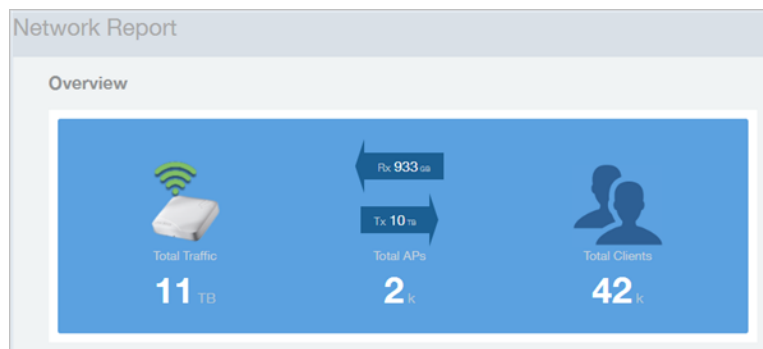 Network Report
Overview
Rx 933 GB
Tx 10 TB
Total Traffic
Total APs
Total Clients
11 TB
2 k
42 k